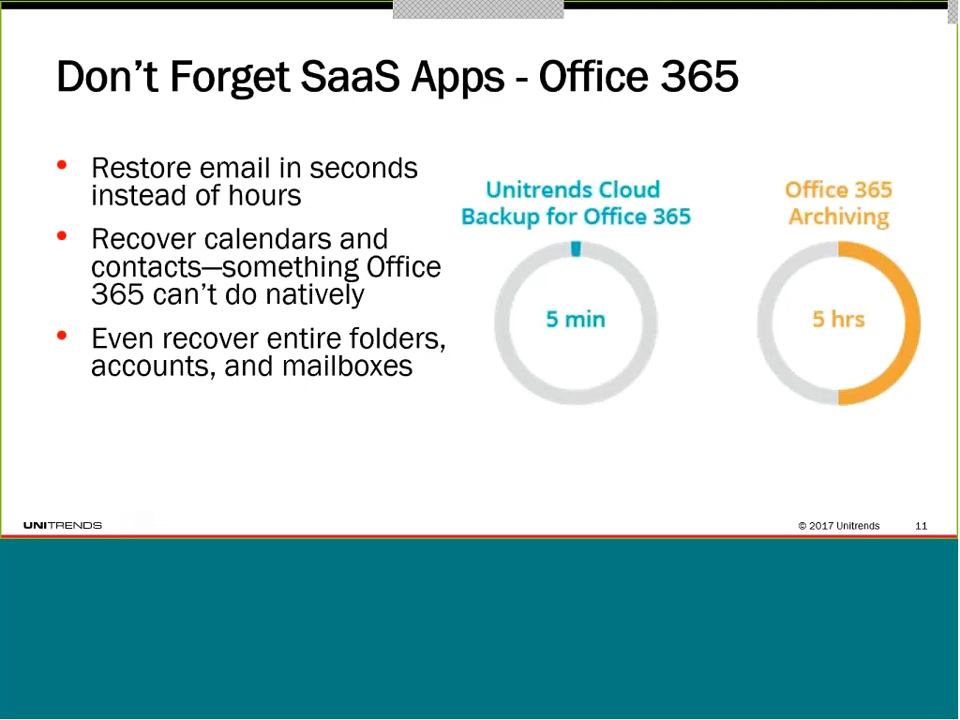 Don't Forget SaaS Apps - Office 365
• Restore email in seconds
instead of hours
• Recover calendars and
contacts—something Office
365 can't do natively
• Even recover entire folders,
accounts, and mailboxes
Unitrends Cloud
Backup for Office 365
5 min
Office 365
Archiving
5 hrs
UNITRENDS
© 2017 Unitrends
11